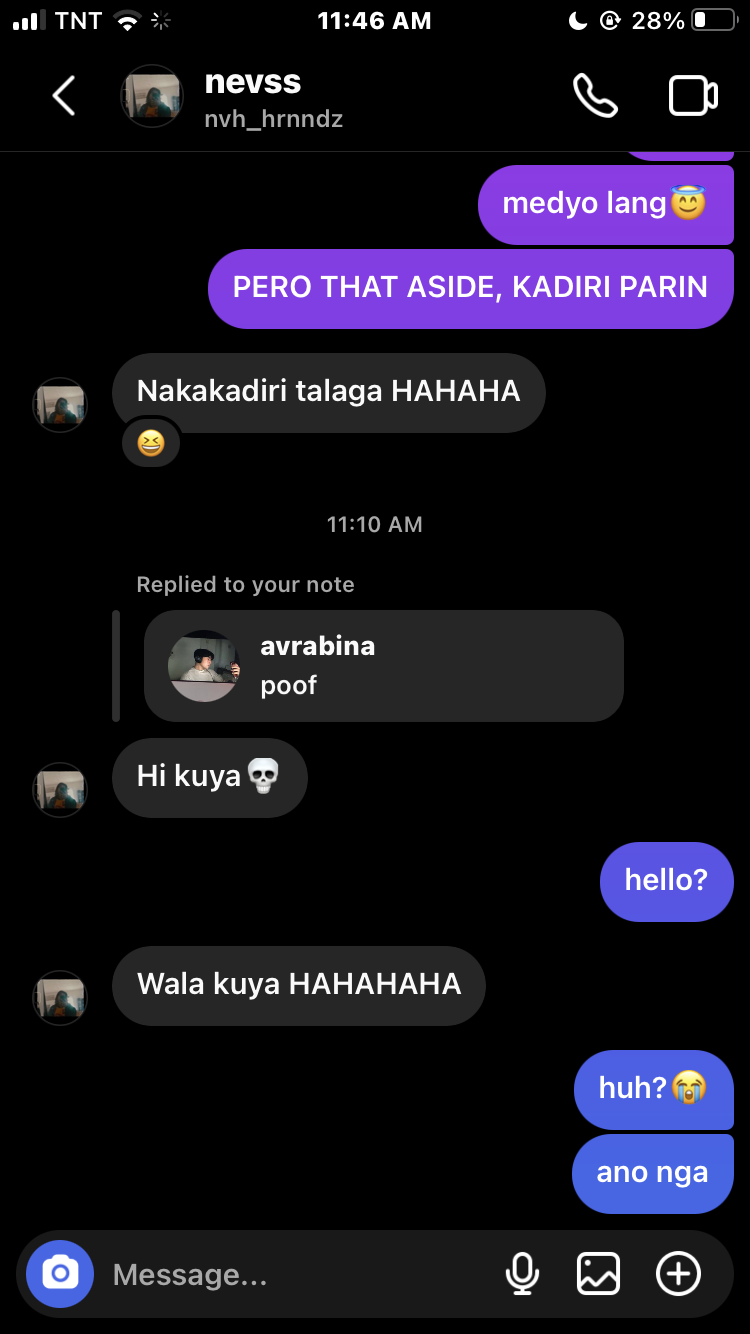 TNT
11:46 AM
28%
nevss
nvh_hrnndz
medyo lang😇
PERO THAT ASIDE, KADIRI PARIN
Nakakadiri talaga HAHAHA
😆
11:10 AM
Replied to your note
avrabina
poof
Hi kuya💀
hello?
Wala kuya HAHAHAHA
huh?😭
ano nga
Message...